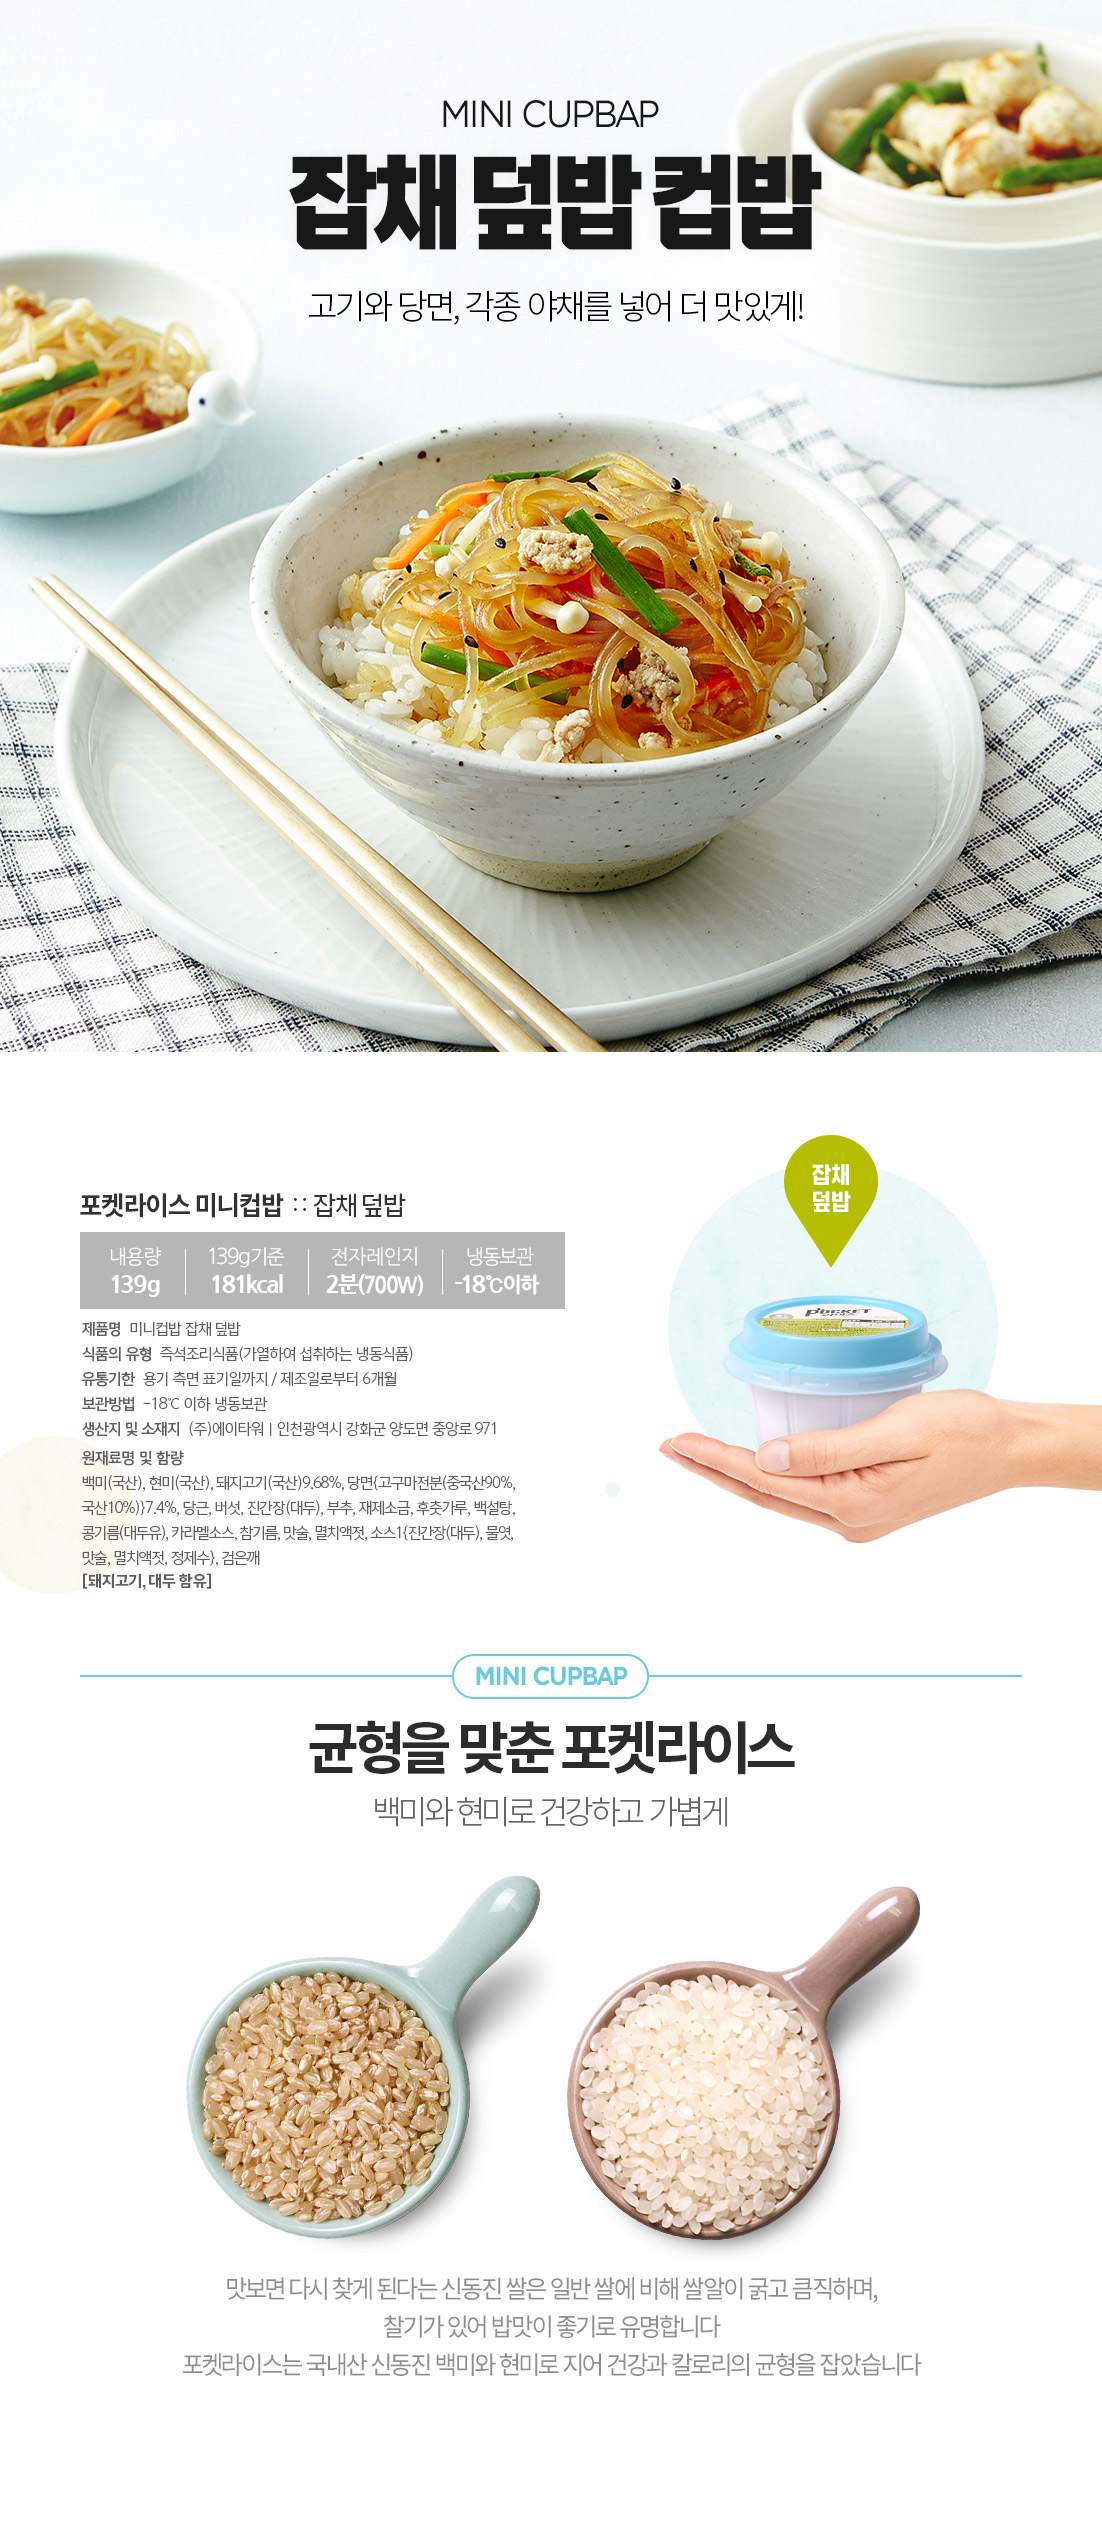 MINI CUPBAP
잡채 덮밥 컵밥
고기와 당면, 각종 야채를 넣어 더 맛있게!
잡채
덮밥
POCKET
포켓라이스 미니컵밥 :: 잡채 덮밥
내용량 139g기준 전자레인지 냉동보관
139g 181kcal 2분(700W) -18℃이하
제품명 미니컵밥 잡채 덮밥
식품의 유형 즉석조리식품(가열하여 섭취하는 냉동식품)
유통기한 용기 측면 표기일까지 / 제조일로부터 6개월
보관방법 -18℃ 이하 냉동보관
생산지 및 소재지 (주)에이타워 | 인천광역시 강화군 양도면 중앙로 971
원재료명 및 함량
백미(국산), 현미(국산), 돼지고기(국산)9.68%, 당면{고구마전분(중국산90%,
국산10%)}7.4%, 당근, 버섯, 진간장(대두), 부추, 재제소금, 후춧가루, 백설탕,
콩기름(대두유), 카라멜소스, 참기름, 맛술, 멸치액젓, 소스1{진간장(대두), 물엿,
맛술, 멸치액젓, 정제수}, 검은깨
[돼지고기, 대두 함유]
MINI CUPBAP
균형을 맞춘 포켓라이스
백미와 현미로 건강하고 가볍게
맛보면 다시 찾게 된다는 신동진 쌀은 일반 쌀에 비해 쌀알이 굵고 큼직하며,
찰기가 있어 밥맛이 좋기로 유명합니다
포켓라이스는 국내산 신동진 백미와 현미로 지어 건강과 칼로리의 균형을 잡았습니다